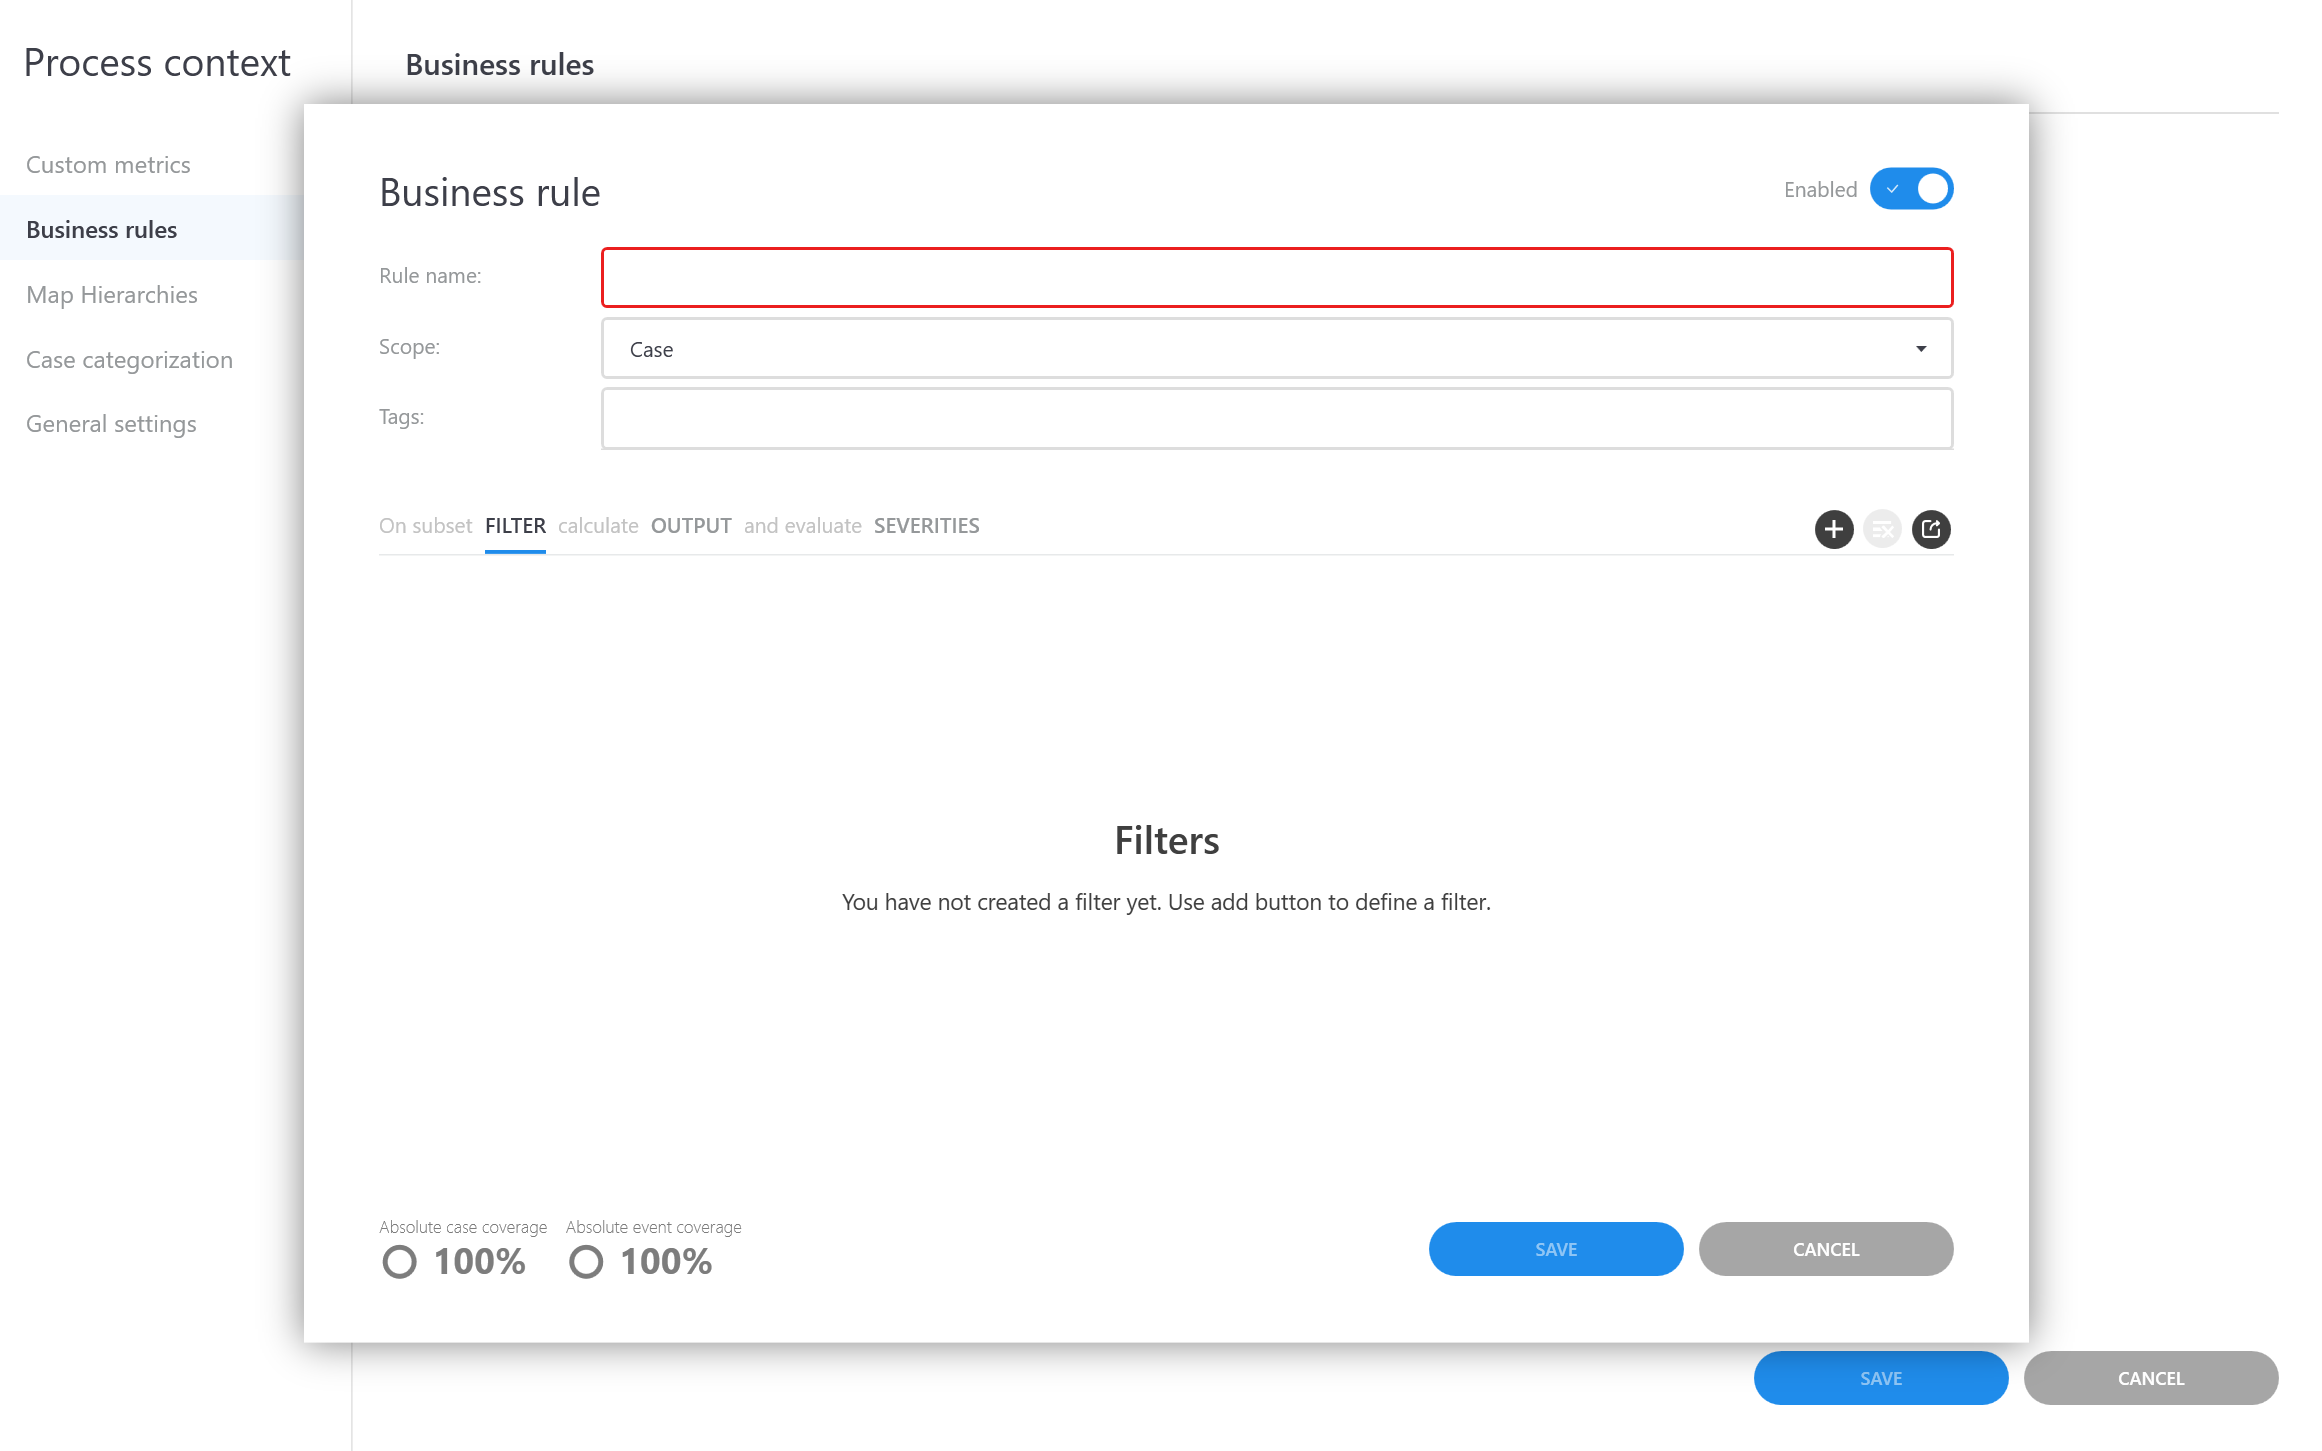 Process context
Business rules
Custom metrics
Business rules
Map Hierarchies
Case categorization
General settings
Business rule
Enabled
Rule name:
Scope:
Case
Tags:
On subset FILTER calculate OUTPUT and evaluate SEVERITIES
Filters
You have not created a filter yet. Use add button to define a filter.
Absolute case coverage
100%
Absolute event coverage
100%
SAVE
CANCEL
SAVE
CANCEL